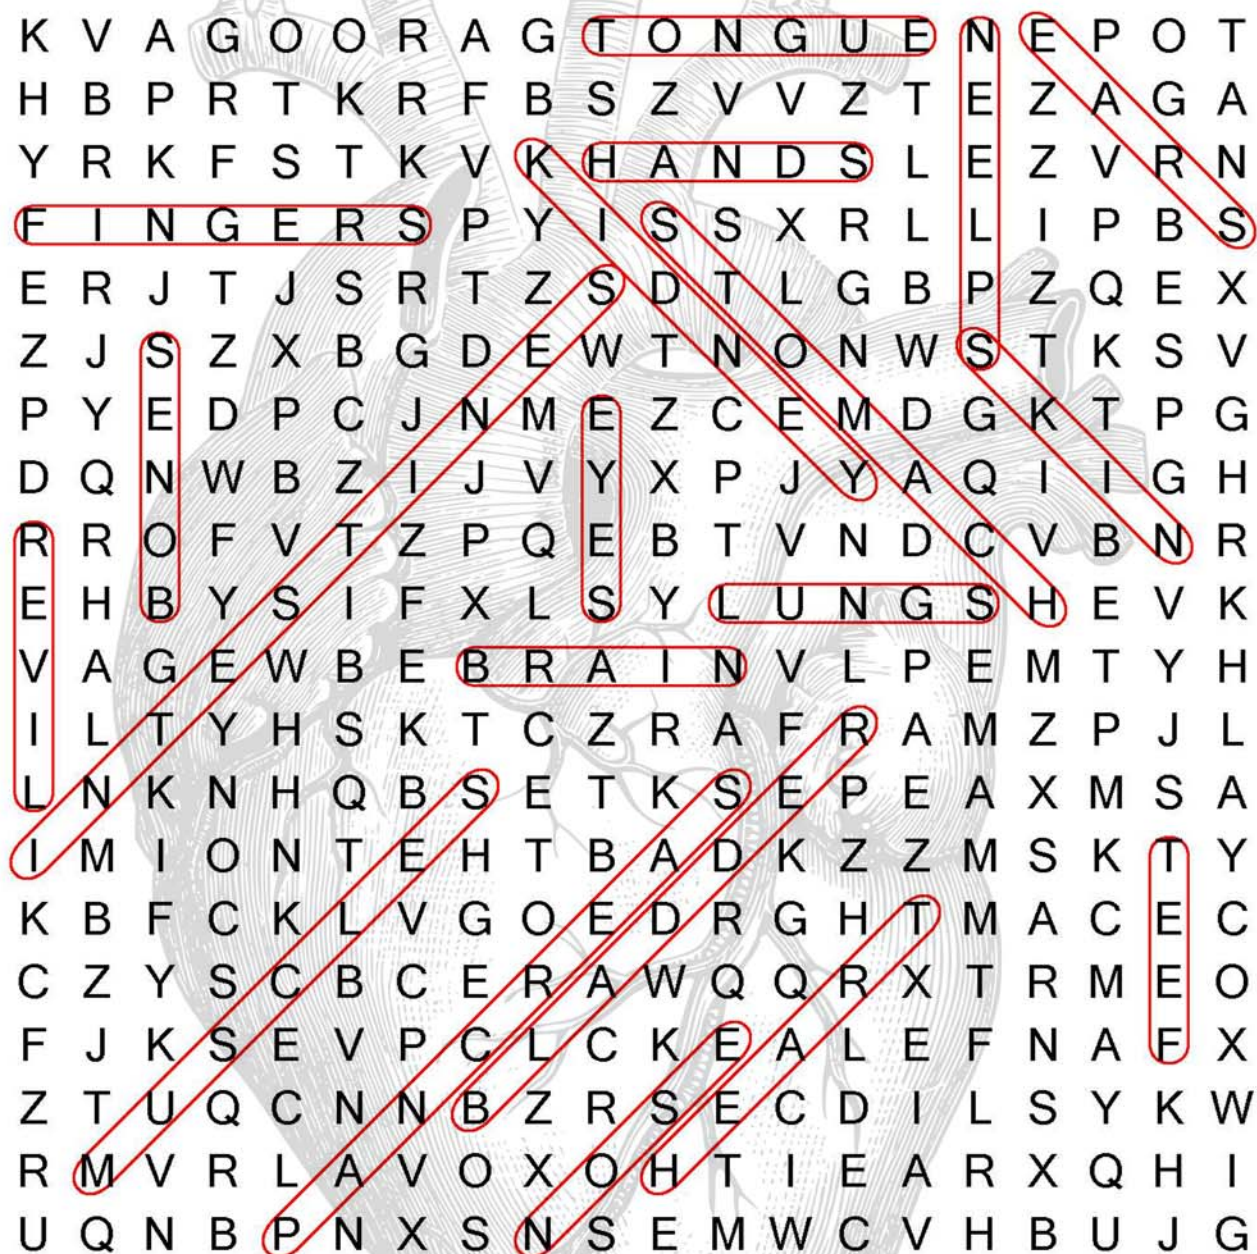 K V A G O O R A G T O N G U E N E P O T
H B P R T K R F B S Z V V Z T E Z A G A
Y R K F S T K V K H A N D S L E Z V R N
F I N G E R S P Y I S S X R L L I P B S
E R J T J S R T Z S D T L G B P Z Q E X
Z J S Z X B G D E W T N O N W S T K S V
P Y E D P C J N M E Z C E M D G K T P G
D Q N W B Z I J V Y X P J Y A Q I I G H
R R O F V T Z P Q E B T V N D C V B N R
E H B Y S I F X L S Y L U N G S H E V K
V A G E W B E B R A I N V L P E M T Y H
I L T Y H S K T C Z R A F R A M Z P J L
L N K N H Q B S E T K S E P E A X M S A
I M I O N T E H T B A D K Z Z M S K T Y
K B F C K L V G O E D R G H T M A C E C
C Z Y S C B C E R A W Q Q R X T R M E O
F J K S E V P C L C K E A L E F N A F X
Z T U Q C N N B Z R S E C D I L S Y K W
R M V R L A V O X O H T I E A R X Q H I
U Q N B P N X S N S E M W C V H B U J G